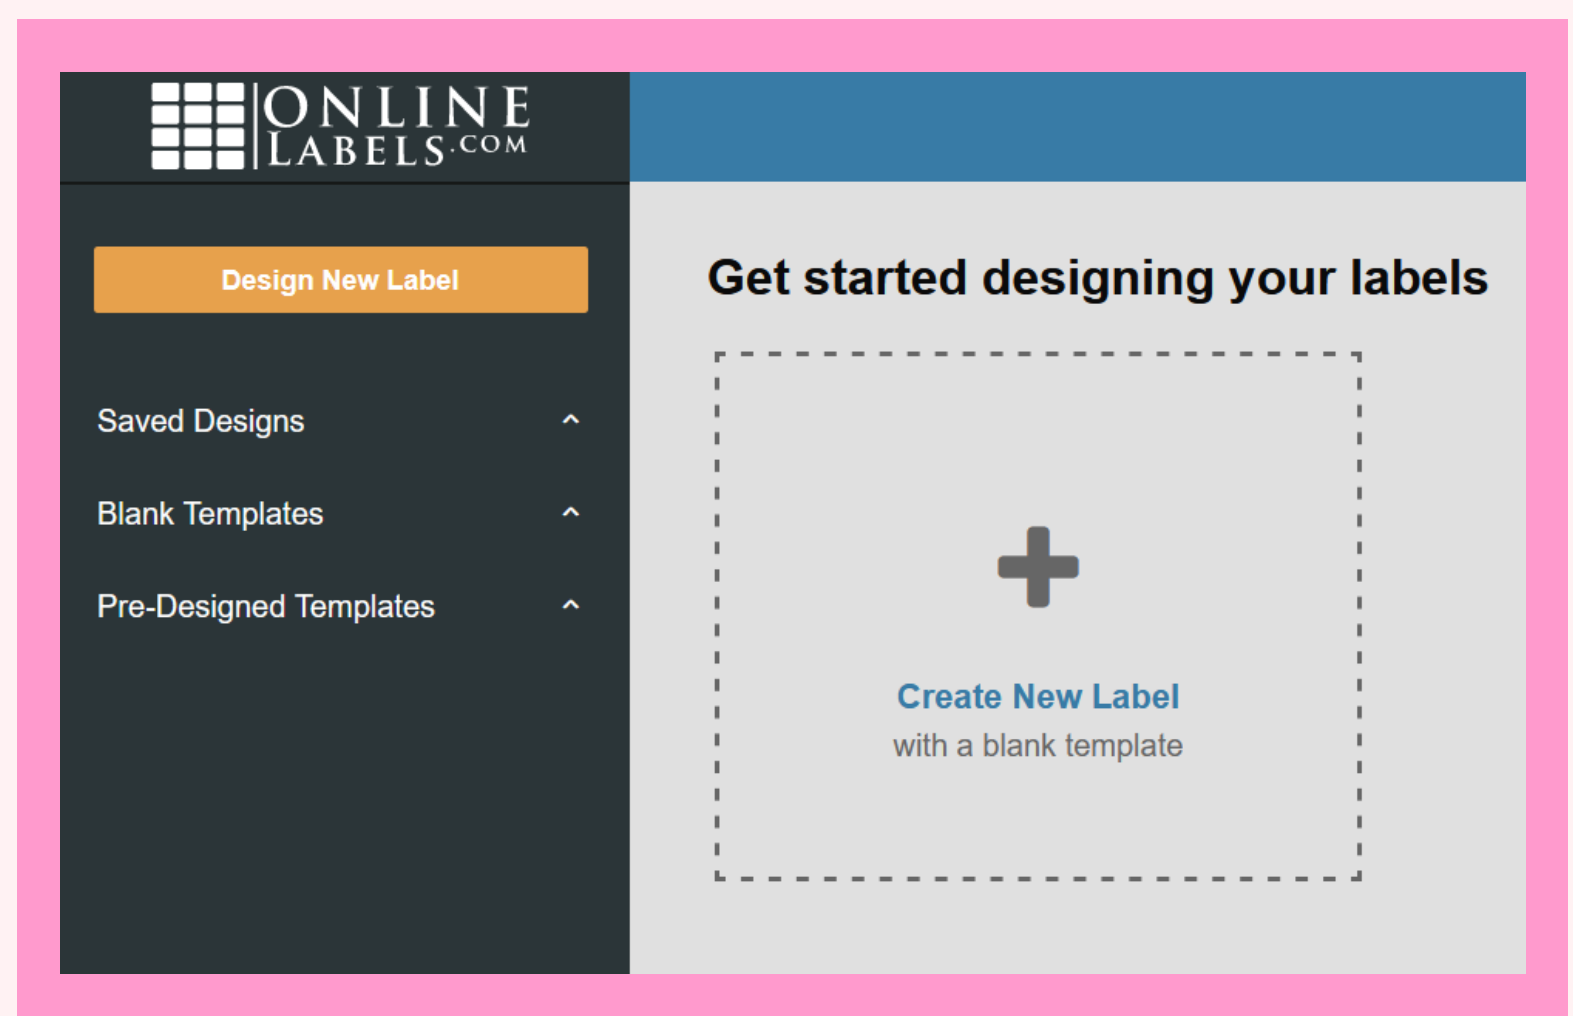 ONLINE
LABELS.COM
Design New Label
Saved Designs
Blank Templates
Pre-Designed Templates
Get started designing your labels
Create New Label
with a blank template